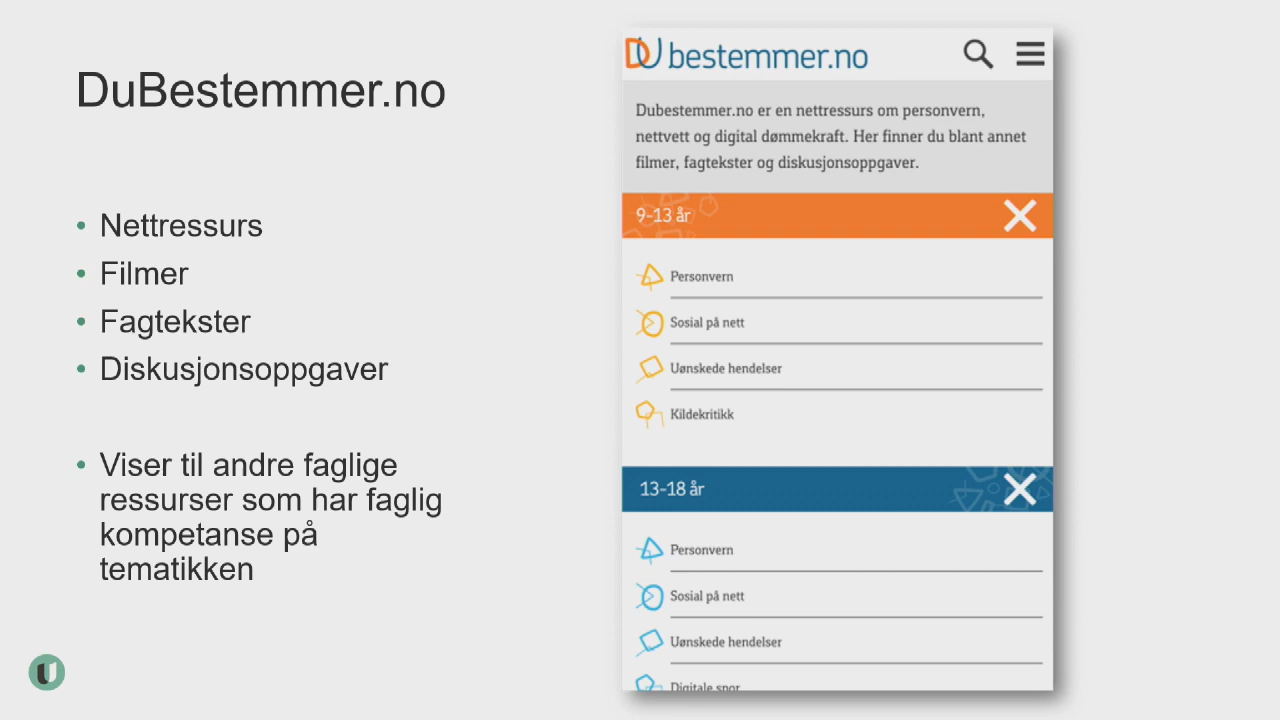 DuBestemmer.no
• Nettressurs
• Filmer
• Fagtekster
• Diskusjonsoppgaver
• Viser til andre faglige
ressurser som har faglig
kompetanse på
tematikken
DU bestemmer.no
Dubestemmer.no er en nettressurs om personvern,
nettvett og digital dømmekraft. Her finner du blant annet
filmer, fagtekster og diskusjonsoppgaver.
9-13 år
Personvern
Sosial på nett
Uønskede hendelser
Kildekritikk
13-18 år
Personvern
Sosial på nett
Uønskede hendelser
Digitale spor